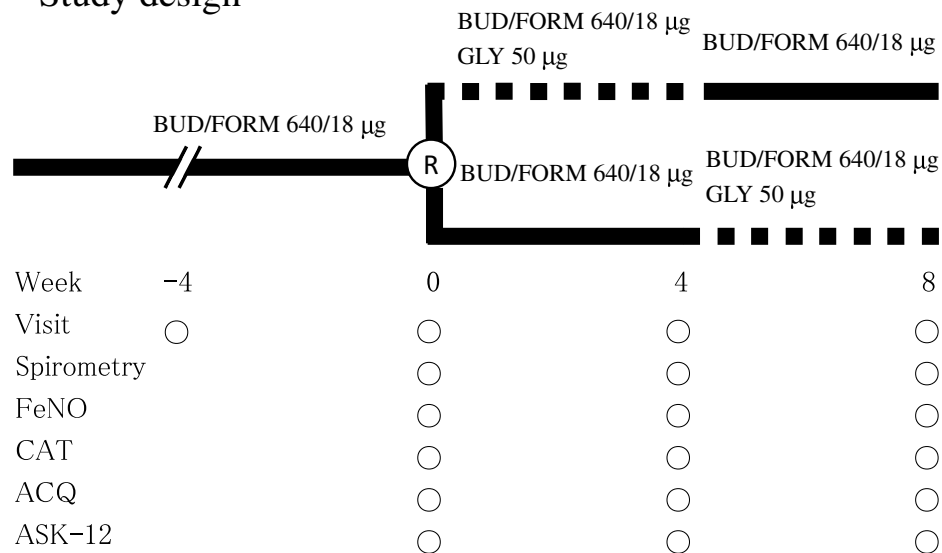 Study design
BUD/FORM 640/18 μg
GLY 50 μg
BUD/FORM 640/18 μg
BUD/FORM 640/18 μg
R
BUD/FORM 640/18 μg
BUD/FORM 640/18 μg
GLY 50 μg
Week -4 0 4 8
Visit
Spirometry
FeNO
CAT
ACQ
ASK-12